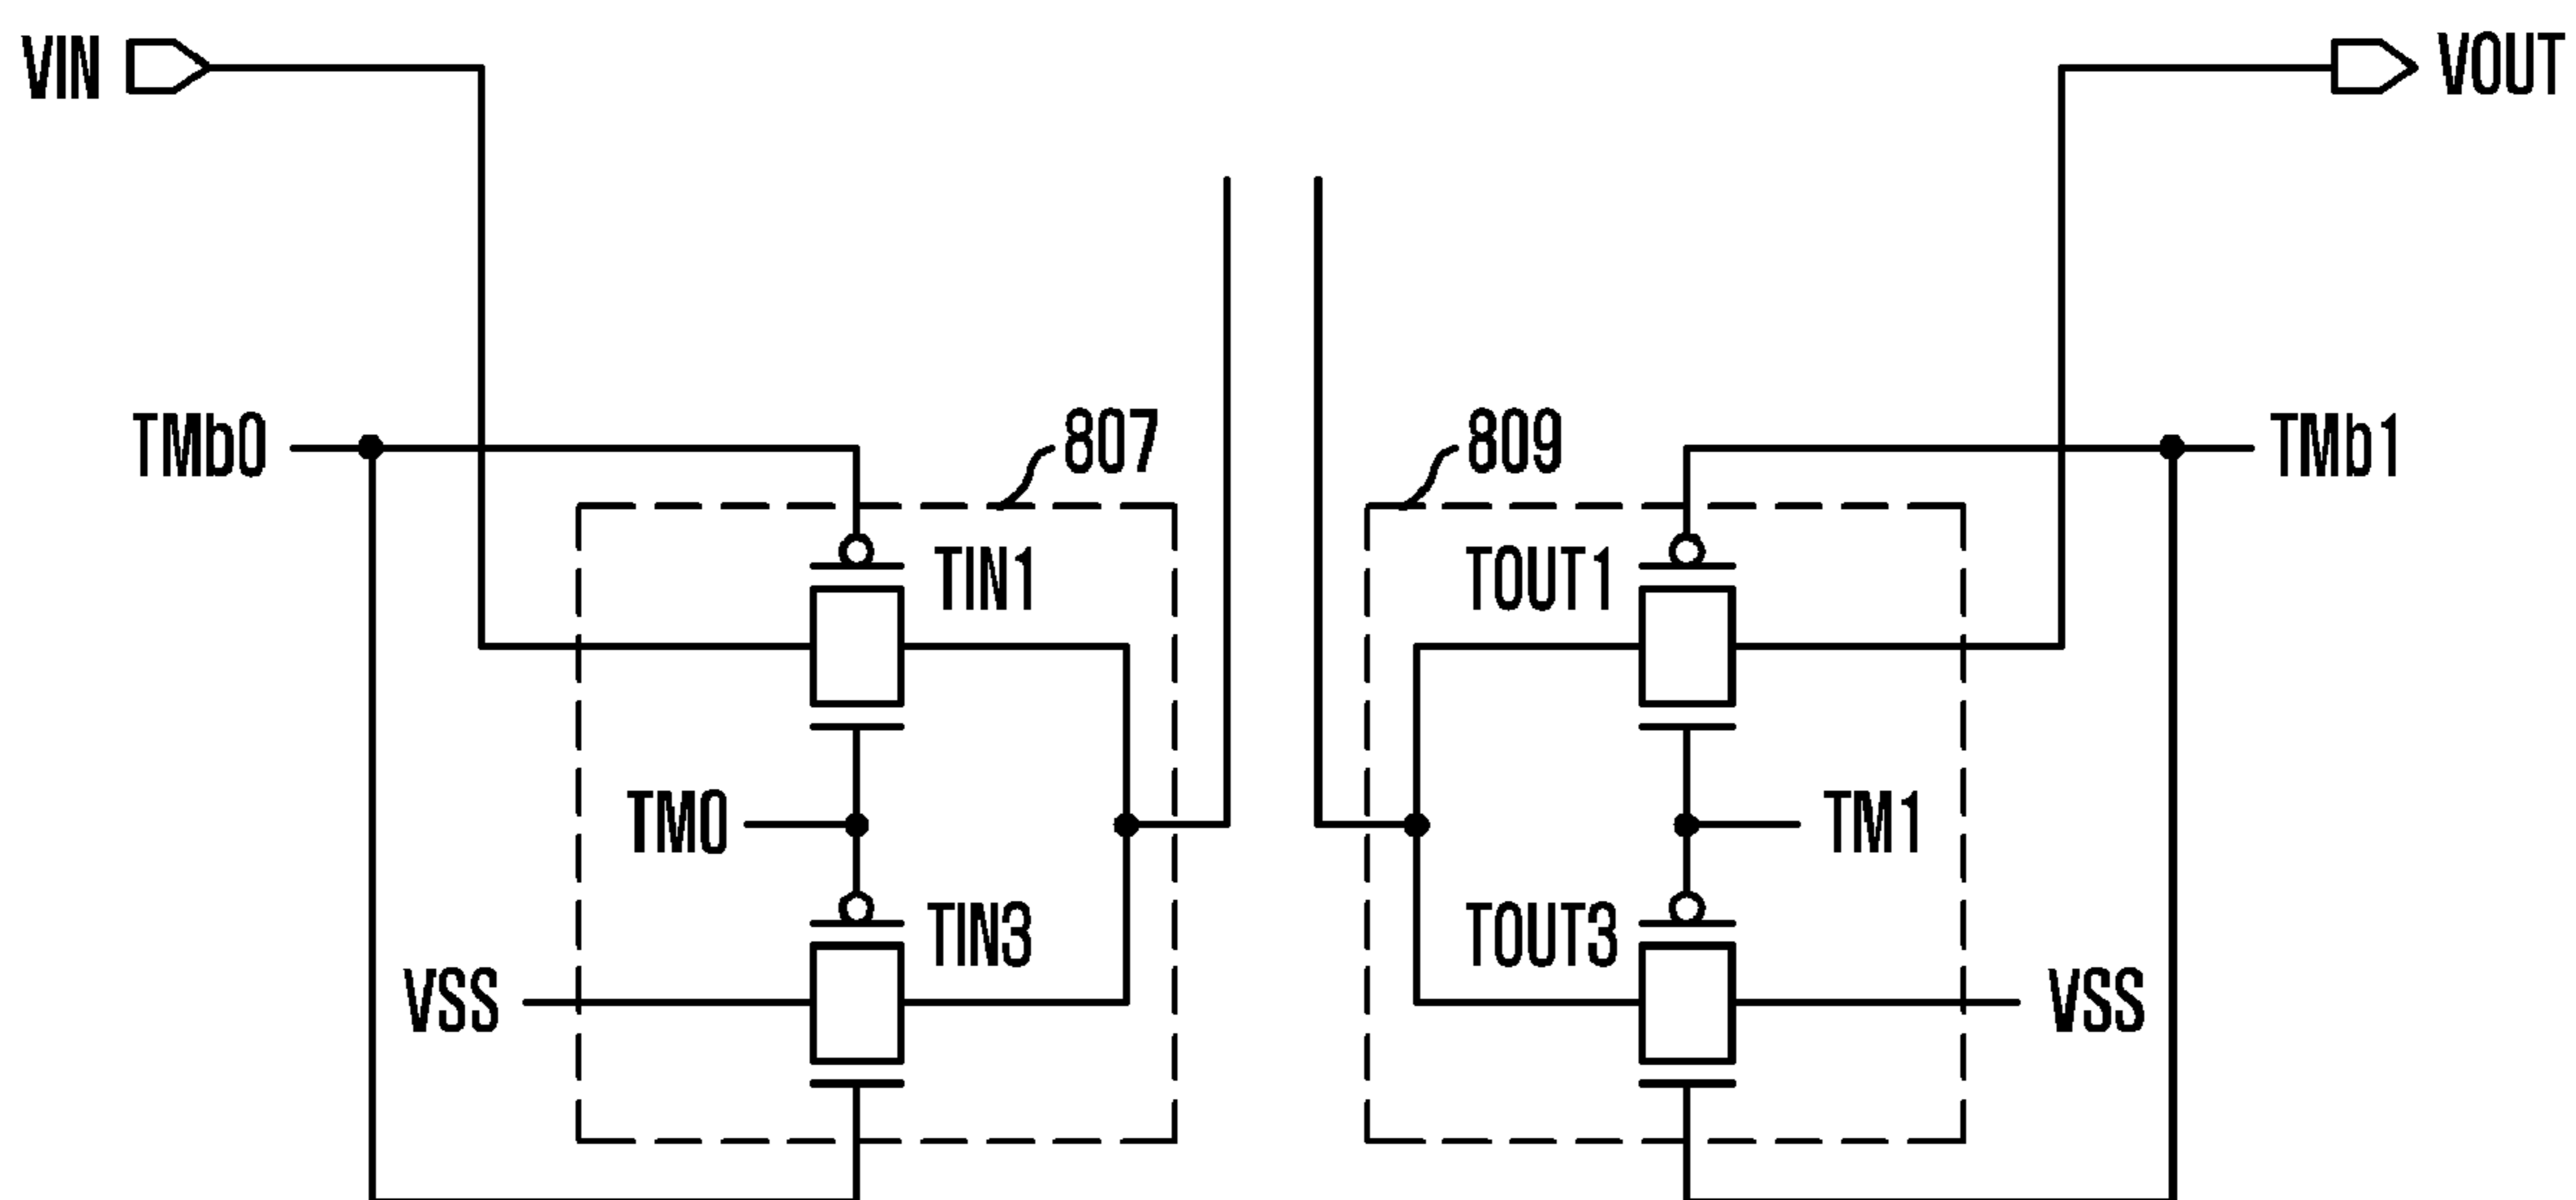 VIN
VOUT
TMb0
807
809
TMb1
TIN1
TOUT1
TM0
TM1
TIN3
TOUT3
VSS
VSS